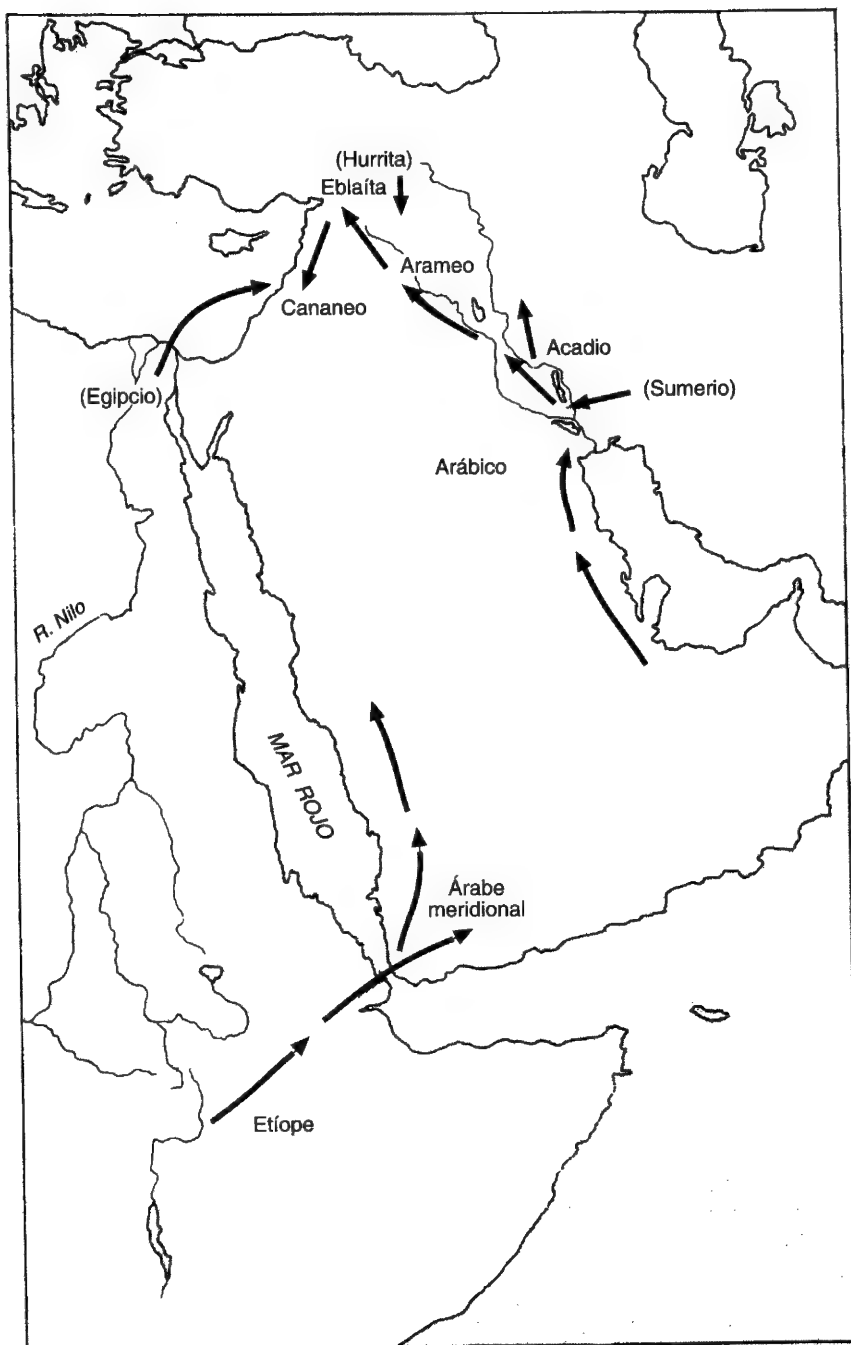 (Hurrita)
Eblaíta
Arameo
Cananeo
Acadio
(Egipcio)
(Sumerio)
Arábico
R. Nilo
MAR ROJO
Árabe
meridional
Etíope